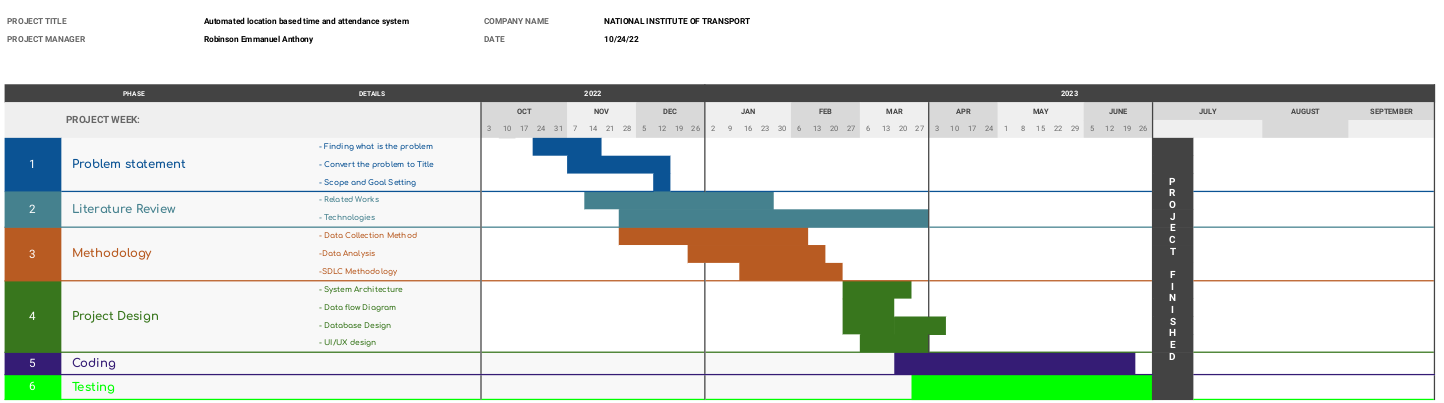 PROJECT TITLE Automated location based time and attendance system COMPANY NAME NATIONAL INSTITUTE OF TRANSPORT
PROJECT MANAGER Robinson Emmanuel Anthony DATE 10/24/22
PHASE DETAILS 2022 2023
OCT NOV DEC JAN FEB MAR APR MAY JUNE JULY AUGUST SEPTEMBER
PROJECT WEEK:
3 10 17 24 31 7 14 21 28 5 12 19 26 2 9 16 23 30 6 13 20 27 6 13 20 27 3 10 17 24 1 8 15 22 29 5 12 19 26
- Finding what is the problem
1 Problem statement - Convert the problem to Title
- Scope and Goal Setting
- Related Works
2 Literature Review
- Technologies
- Data Collection Method
3 Methodology -Data Analysis
-SDLC Methodology
- System Architecture
- Data flow Diagram
4 Project Design
- Database Design
- UI/UX design
5 Coding
6 Testing
PROJECT FINISHED